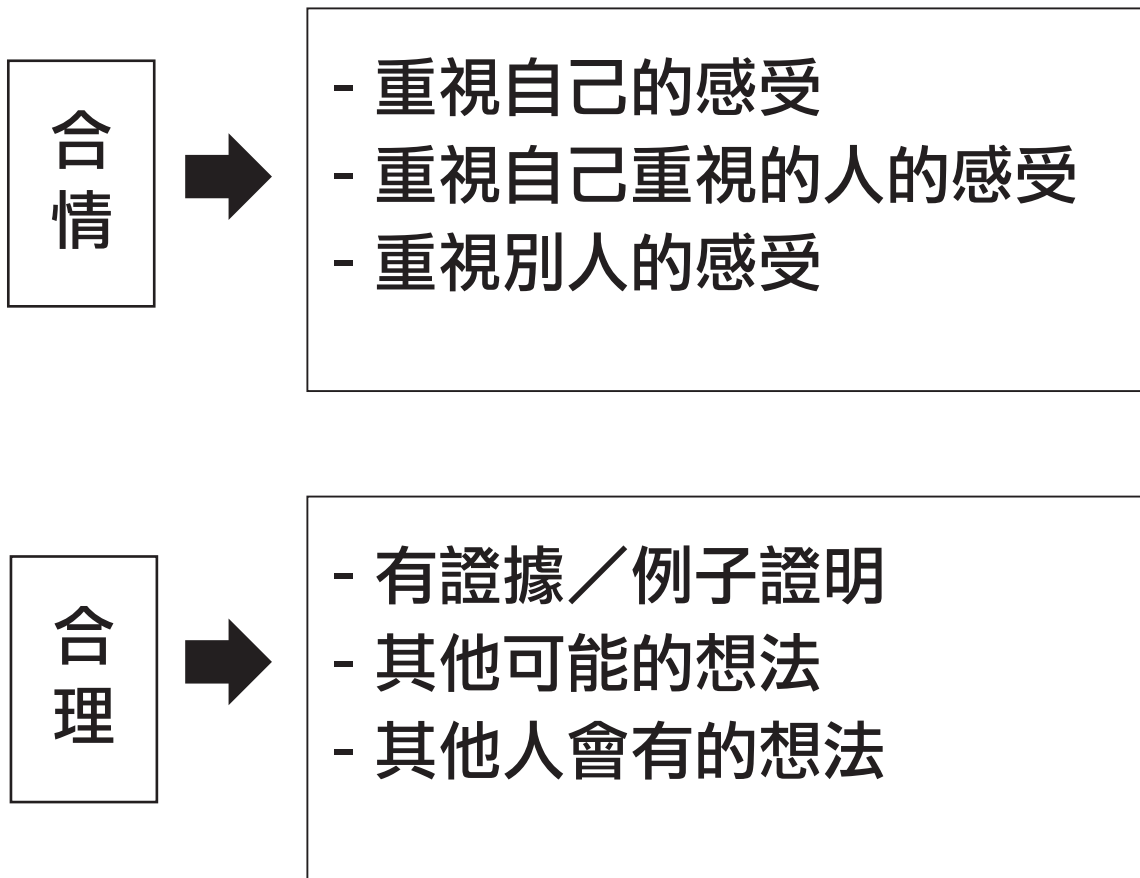 合情
- 重視自己的感受
- 重視自己重視的人的感受
- 重視別人的感受
合理
- 有證據／例子證明
- 其他可能的想法
- 其他人會有的想法